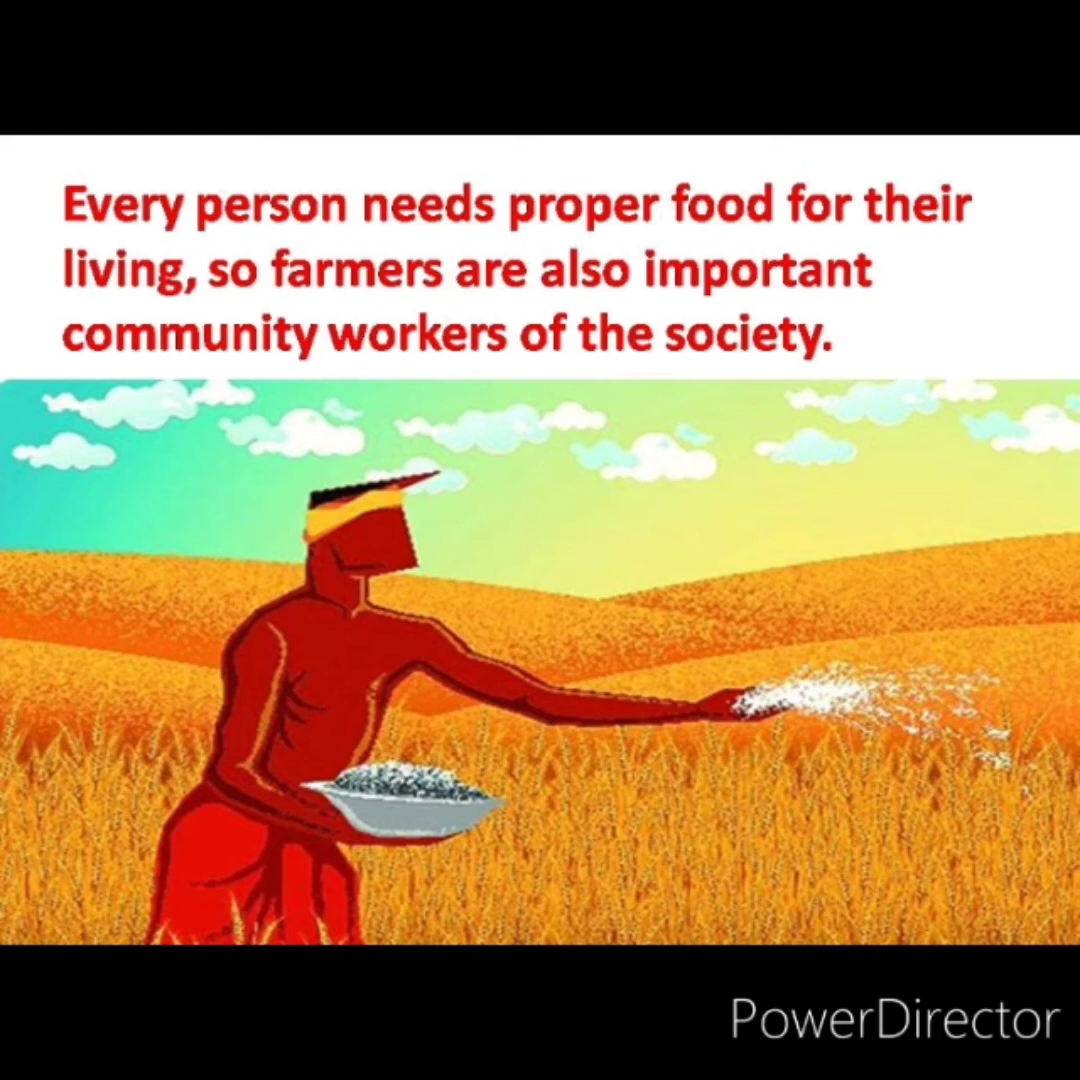 Every person needs proper food for their
living, so farmers are also important
community workers of the society.
PowerDirector